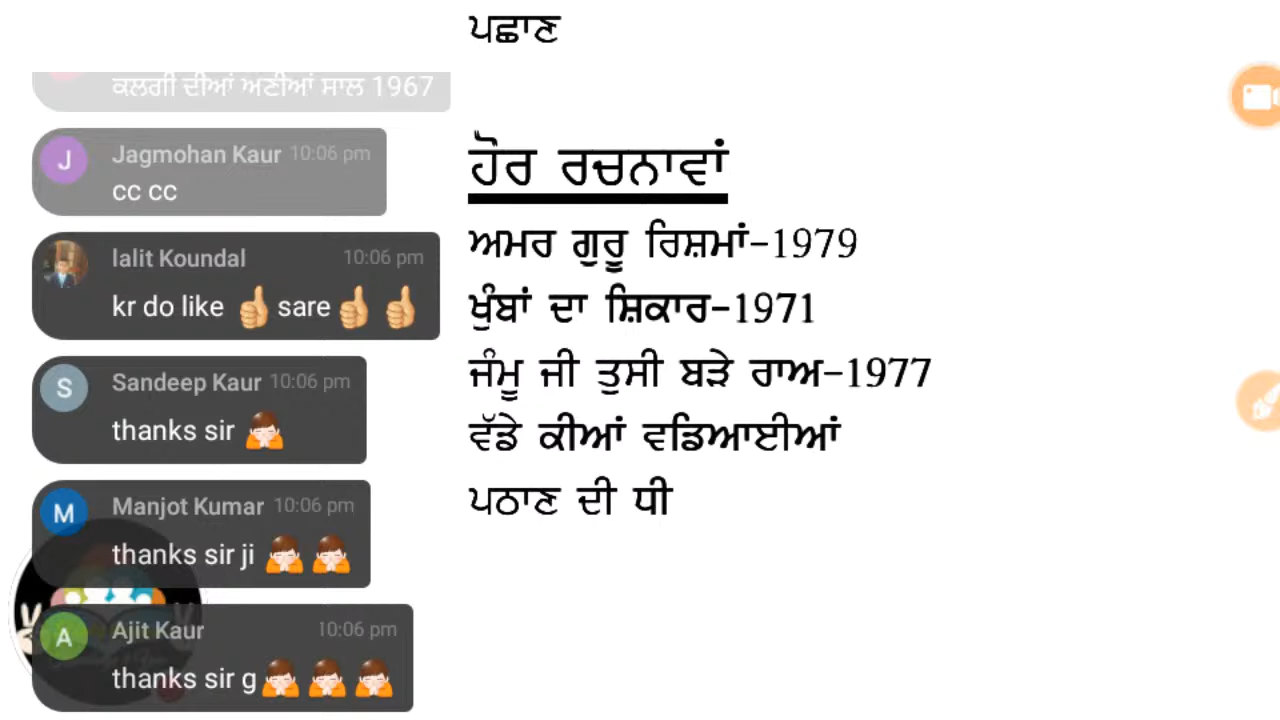 ਪਛਾਣ
ਹੋਰ ਰਚਨਾਵਾਂ
ਅਮਰ ਗੁਰੂ ਰਿਸ਼ਮਾਂ-1979
ਖੁੰਬਾਂ ਦਾ ਸ਼ਿਕਾਰ-1971
ਜੰਮੂ ਜੀ ਤੁਸੀ ਬੜੇ ਰਾਅ-1977
ਵੱਡੇ ਕੀਆਂ ਵਡਿਆਈਆਂ
ਪਠਾਣ ਦੀ ਧੀ
ਕਲਗੀ ਦੀਆਂ ਅਣੀਆਂ ਸਾਲ 1967
J
Jagmohan Kaur 10:06 pm
cc cc
lalit Koundal 10:06 pm
kr do like 👍 sare 👍 👍
S
Sandeep Kaur 10:06 pm
thanks sir 🙏
M
Manjot Kumar 10:06 pm
thanks sir ji 🙏 🙏
A
Ajit Kaur 10:06 pm
thanks sir g 🙏 🙏 🙏